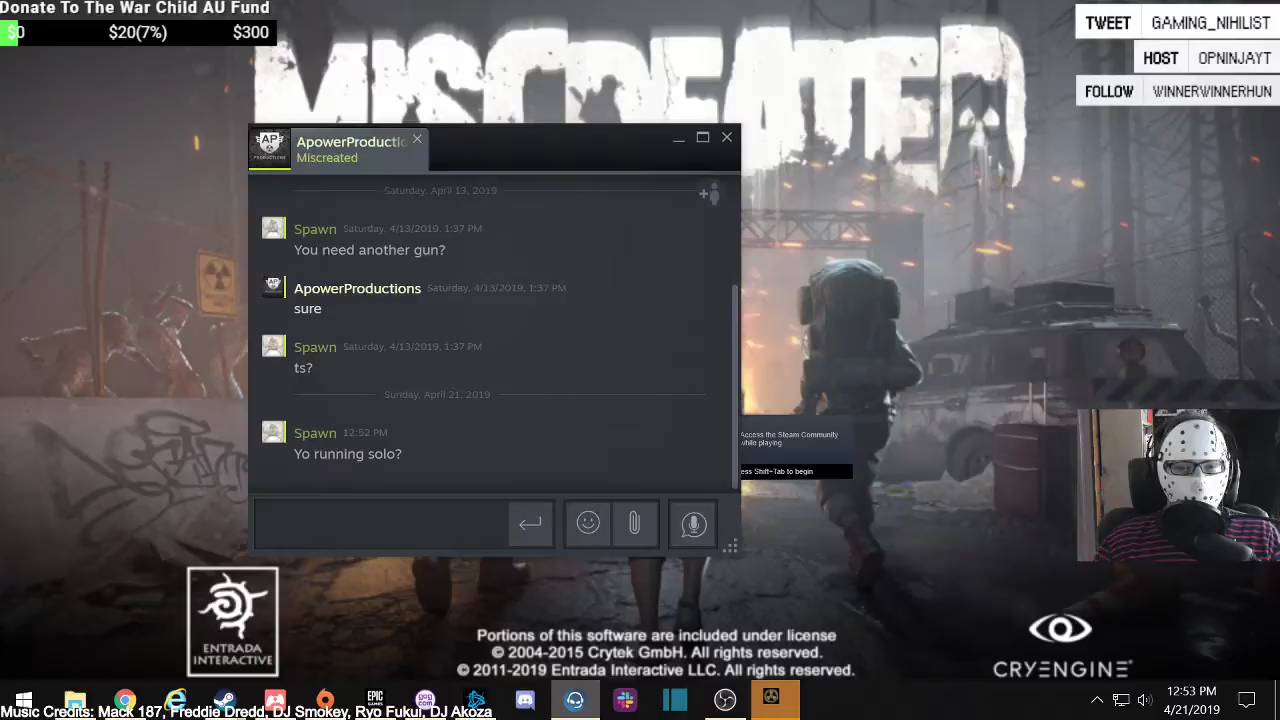 Donate To The War Child AU Fund
$0 $20(7%) $300
TWEET GAMING_NIHILIST
HOST OPNINJAYT
FOLLOW WINNERWINNERHUN
MISCREATED
ApowerProductic
Miscreated
Saturday, April 13, 2019
Spawn Saturday, 4/13/2019, 1:37 PM
You need another gun?
ApowerProductions Saturday, 4/13/2019, 1:37 PM
sure
Spawn Saturday, 4/13/2019, 1:37 PM
ts?
Sunday, April 21, 2019
Spawn 12:52 PM
Yo running solo?
Access the Steam Community
while playing
ess Shift-Tab to begin
ENTRADA
INTERACTIVE
Portions of this software are included under license
© 2004-2015 Crytek GmbH. All rights reserved.
© 2011-2019 Entrada Interactive LLC. All rights reserved.
CRYENGINE®
EPIC
GAMES
GOG
COM
12:53 PM
4/21/2019
Music Credits: Mack 187, Freddie Dredd, DJ Smokey, Ryo Fukui, DJ Akoza